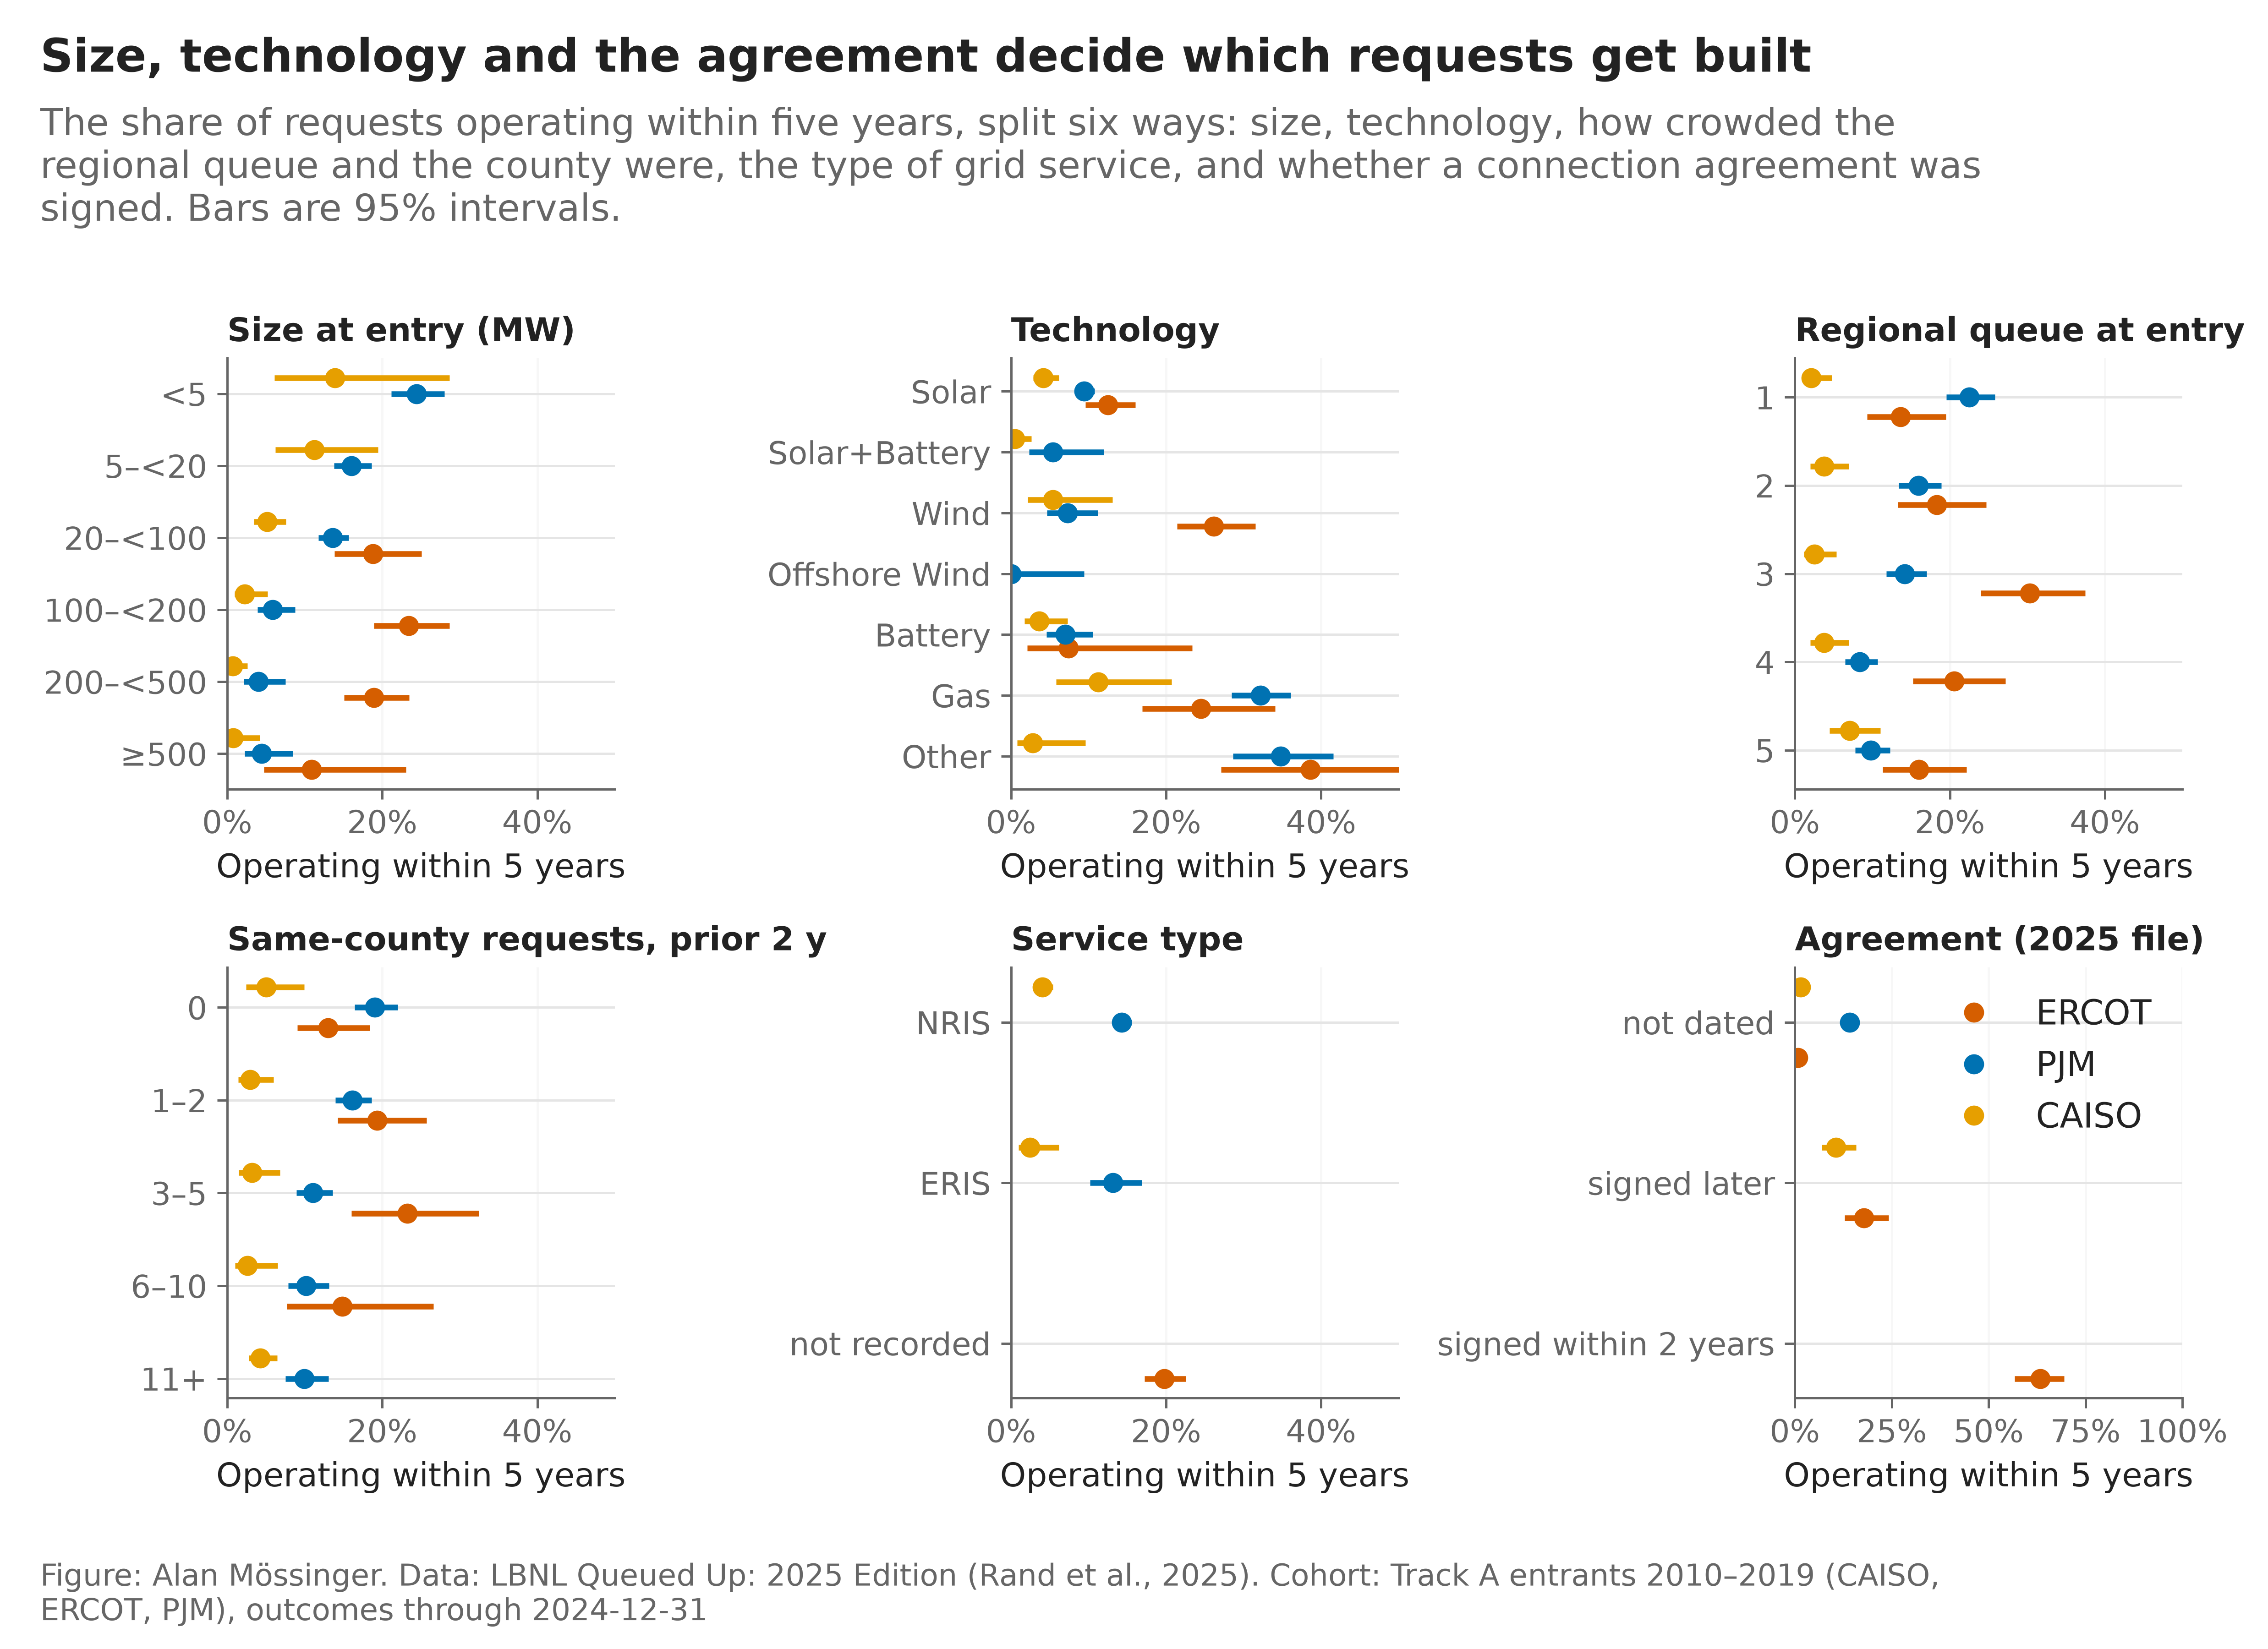 Size, technology and the agreement decide which requests get built
The share of requests operating within five years, split six ways: size, technology, how crowded the
regional queue and the county were, the type of grid service, and whether a connection agreement was
signed. Bars are 95% intervals.
Size at entry (MW)
<5
5–<20
20–<100
100–<200
200–<500
≥500
0% 20% 40%
Operating within 5 years
Technology
Solar
Solar+Battery
Wind
Offshore Wind
Battery
Gas
Other
0% 20% 40%
Operating within 5 years
Regional queue at entry
1
2
3
4
5
0% 20% 40%
Operating within 5 years
Same-county requests, prior 2 y
0
1–2
3–5
6–10
11+
0% 20% 40%
Operating within 5 years
Service type
NRIS
ERIS
not recorded
0% 20% 40%
Operating within 5 years
Agreement (2025 file)
not dated
signed later
signed within 2 years
ERCOT
PJM
CAISO
0% 25% 50% 75% 100%
Operating within 5 years
Figure: Alan Mössinger. Data: LBNL Queued Up: 2025 Edition (Rand et al., 2025). Cohort: Track A entrants 2010–2019 (CAISO,
ERCOT, PJM), outcomes through 2024-12-31